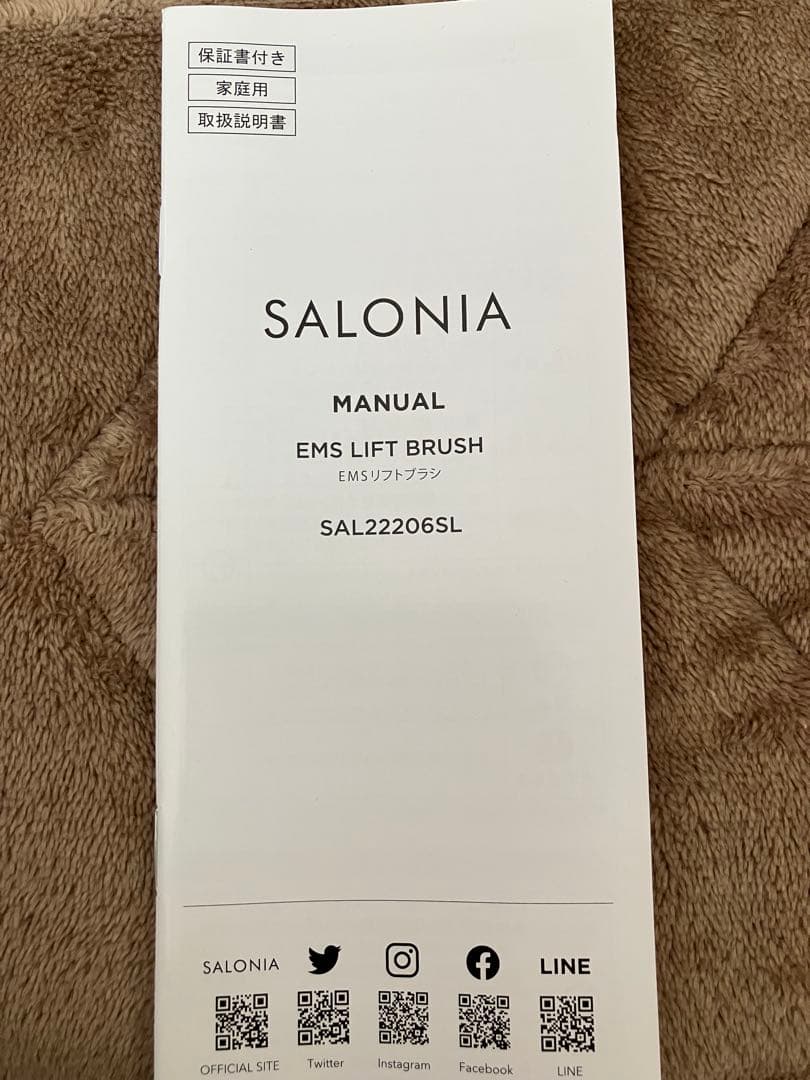 保証書付き
家庭用
取扱説明書
SALONIA
MANUAL
EMS LIFT BRUSH
EMSリフトブラシ
SAL22206SL
SALONIA
LINE
OFFICIAL SITE
Twitter
Instagram
Facebook
LINE